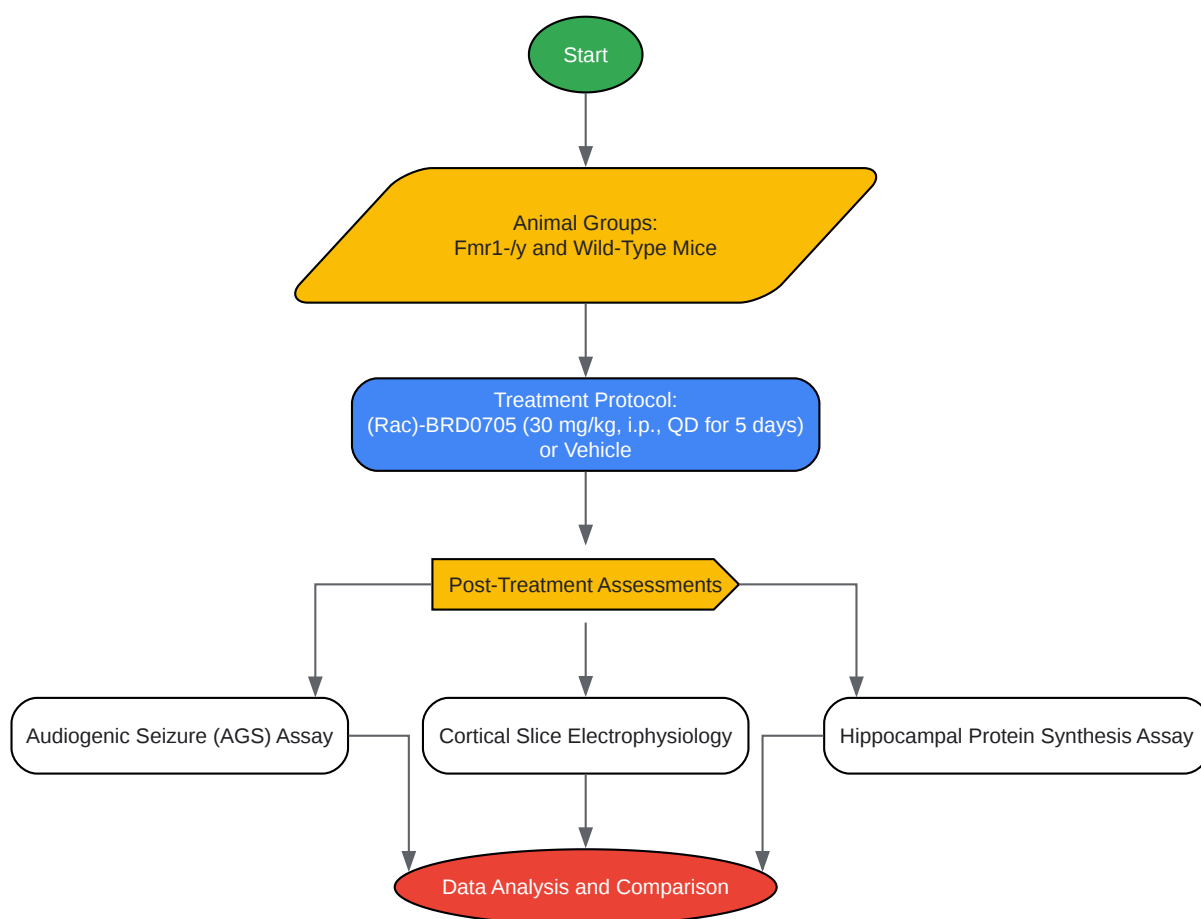 Start
Animal Groups:
Fmr1-/y and Wild-Type Mice
Treatment Protocol:
(Rac)-BRD0705 (30 mg/kg, i.p., QD for 5 days)
or Vehicle
Post-Treatment Assessments
Audiogenic Seizure (AGS) Assay
Cortical Slice Electrophysiology
Hippocampal Protein Synthesis Assay
Data Analysis and Comparison